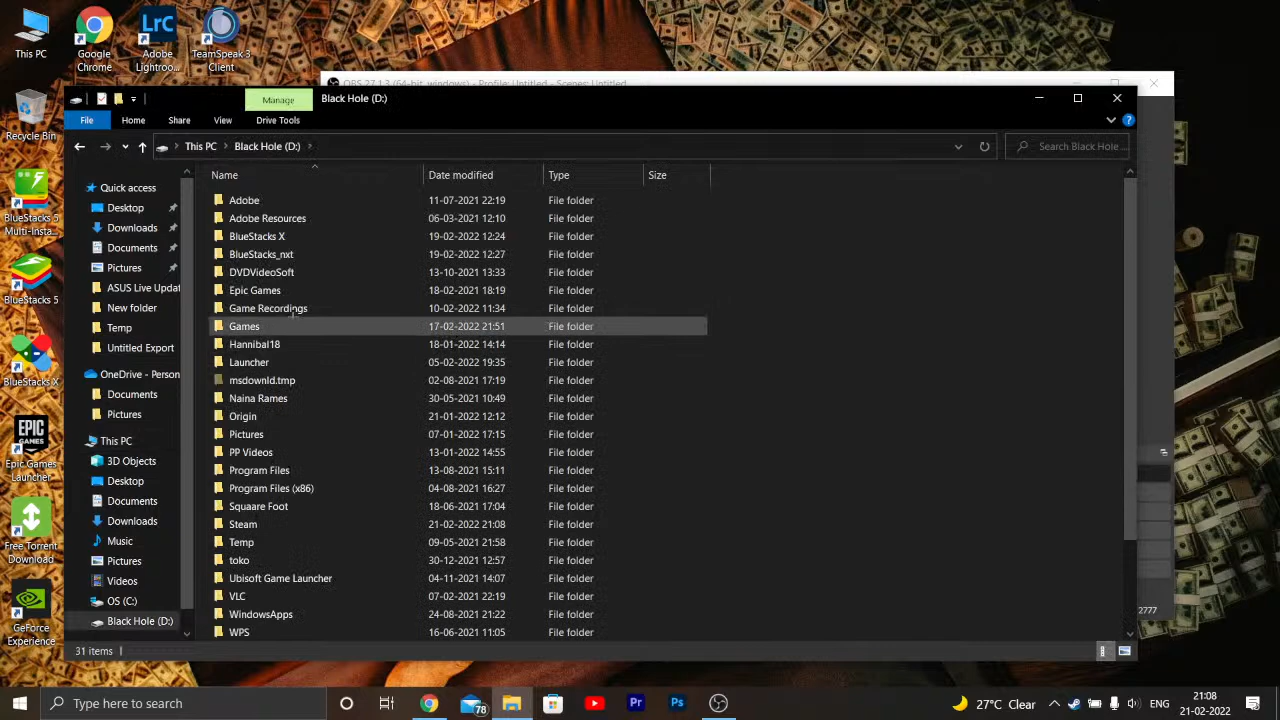 This PC
Google Chrome
Adobe Lightroo...
TeamSpeak 3 Client
Recycle Bin
BlueStacks 5 Multi-Insta...
BlueStacks 5
BlueStacks X
Epic Games Launcher
Free Torrent Download
GeForce Experience
OBS 27.1.3 (64-bit, windows) - Profile: Untitled - Scenes: Untitled
Manage
Black Hole (D:)
File Home Share View Drive Tools
This PC > Black Hole (D:) >
Search Black Hole ...
Name Date modified Type Size
Quick access
Desktop
Downloads
Documents
Pictures
ASUS Live Updat
New folder
Temp
Untitled Export
OneDrive - Person
Documents
Pictures
This PC
3D Objects
Desktop
Documents
Downloads
Music
Pictures
Videos
OS (C:)
Black Hole (D:)
Adobe 11-07-2021 22:19 File folder
Adobe Resources 06-03-2021 12:10 File folder
BlueStacks X 19-02-2022 12:24 File folder
BlueStacks_nxt 19-02-2022 12:27 File folder
DVDVideoSoft 13-10-2021 13:33 File folder
Epic Games 18-02-2022 18:19 File folder
Game Recordings 10-02-2022 11:34 File folder
Games 17-02-2022 21:51 File folder
Hannibal18 18-01-2022 14:14 File folder
Launcher 05-02-2022 19:35 File folder
msdownld.tmp 02-08-2021 17:19 File folder
Naina Rames 30-05-2021 10:49 File folder
Origin 21-01-2022 12:12 File folder
Pictures 07-01-2022 17:15 File folder
PP Videos 13-01-2022 14:55 File folder
Program Files 13-08-2021 15:11 File folder
Program Files (x86) 04-08-2021 16:27 File folder
Squaare Foot 18-06-2021 17:04 File folder
Steam 21-02-2022 21:08 File folder
Temp 09-05-2021 21:58 File folder
toko 30-12-2021 12:57 File folder
Ubisoft Game Launcher 04-11-2021 14:07 File folder
VLC 07-02-2022 22:19 File folder
WindowsApps 24-08-2021 21:22 File folder
WPS 16-06-2021 11:05 File folder
2777
31 items
Type here to search
78
Pr
Ps
27°C Clear
ENG
21:08
21-02-2022